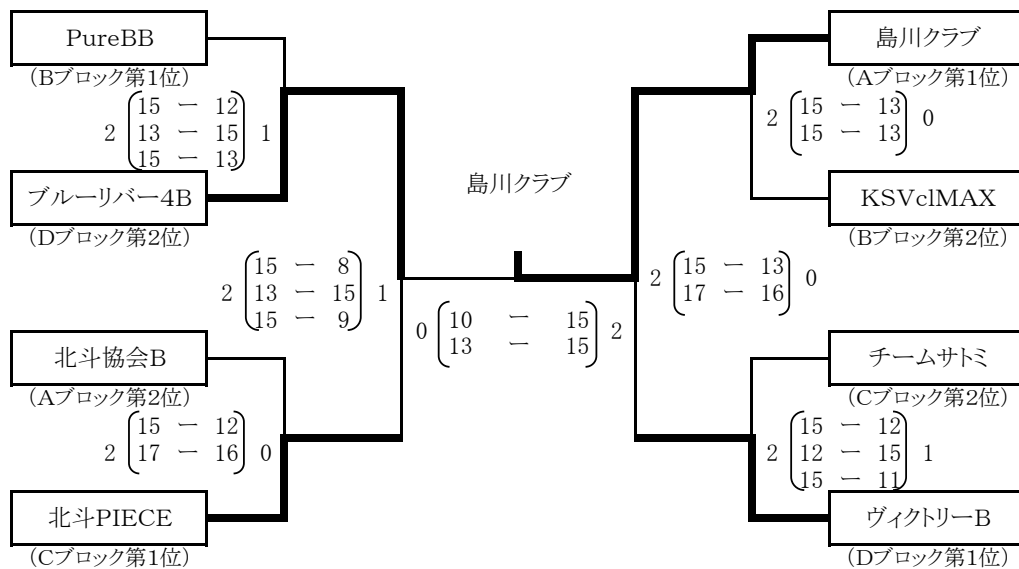 PureBB
(Bブロック第1位)
2 15 ー 12 1
13 ー 15
15 ー 13
ブルーリバー4B
(Dブロック第2位)
島川クラブ
(Aブロック第1位)
2 15 ー 13 0
15 ー 13
KSVclMAX
(Bブロック第2位)
島川クラブ
2 15 ー 8 1
13 ー 15
15 ー 9
0 10 ー 15 2
13 ー 15
2 15 ー 13 0
17 ー 16
北斗協会B
(Aブロック第2位)
2 15 ー 12 0
17 ー 16
北斗PIECE
(Cブロック第1位)
チームサトミ
(Cブロック第2位)
2 15 ー 12 1
12 ー 15
15 ー 11
ヴィクトリーB
(Dブロック第1位)